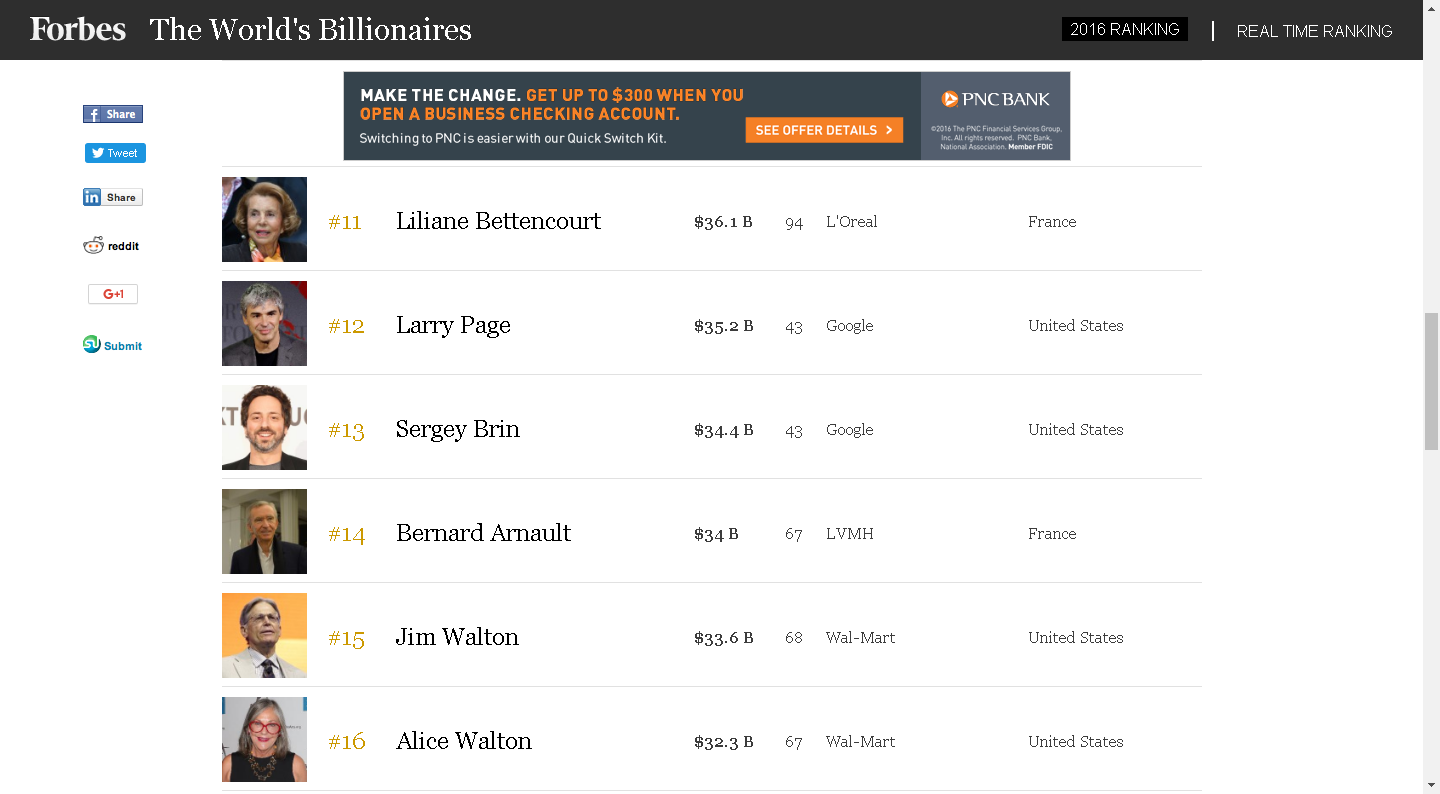 Forbes The World's Billionaires 2016 RANKING | REAL TIME RANKING
MAKE THE CHANGE. GET UP TO $300 WHEN YOU
OPEN A BUSINESS CHECKING ACCOUNT.
Switching to PNC is easier with our Quick Switch Kit.
SEE OFFER DETAILS >
PNC BANK
©2016 The PNC Financial Services Group,
Inc. All rights reserved. PNC Bank,
National Association. Member FDIC
f Share
Tweet
in Share
reddit
G+1
Submit
#11 Liliane Bettencourt $36.1 B 94 L'Oreal France
#12 Larry Page $35.2 B 43 Google United States
#13 Sergey Brin $34.4 B 43 Google United States
#14 Bernard Arnault $34 B 67 LVMH France
#15 Jim Walton $33.6 B 68 Wal-Mart United States
#16 Alice Walton $32.3 B 67 Wal-Mart United States